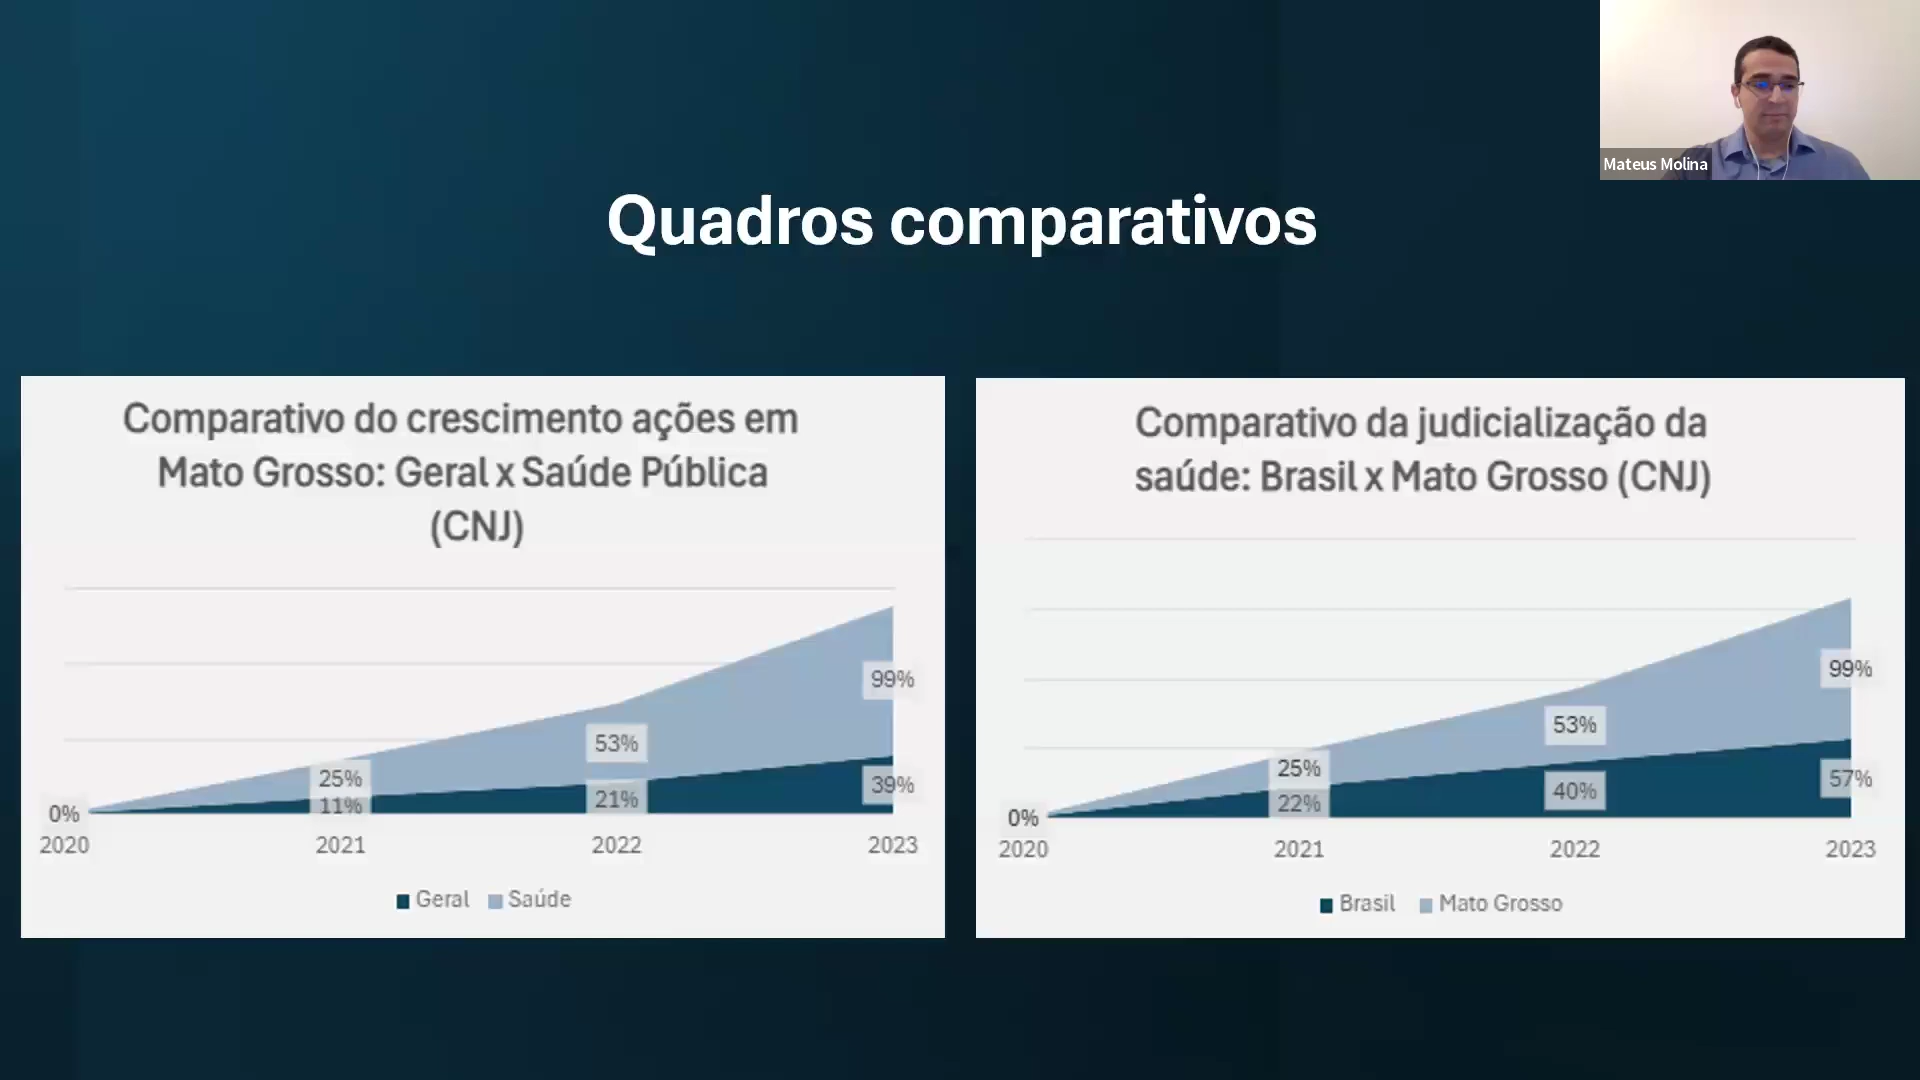 Mateus Molina
Quadros comparativos
Comparativo do crescimento ações em
Mato Grosso: Geral x Saúde Pública
(CNJ)
99%
53%
25%
11%
21%
39%
0%
2020 2021 2022 2023
Geral Saúde
Comparativo da judicialização da
saúde: Brasil x Mato Grosso (CNJ)
99%
53%
25%
22%
40%
57%
0%
2020 2021 2022 2023
Brasil Mato Grosso